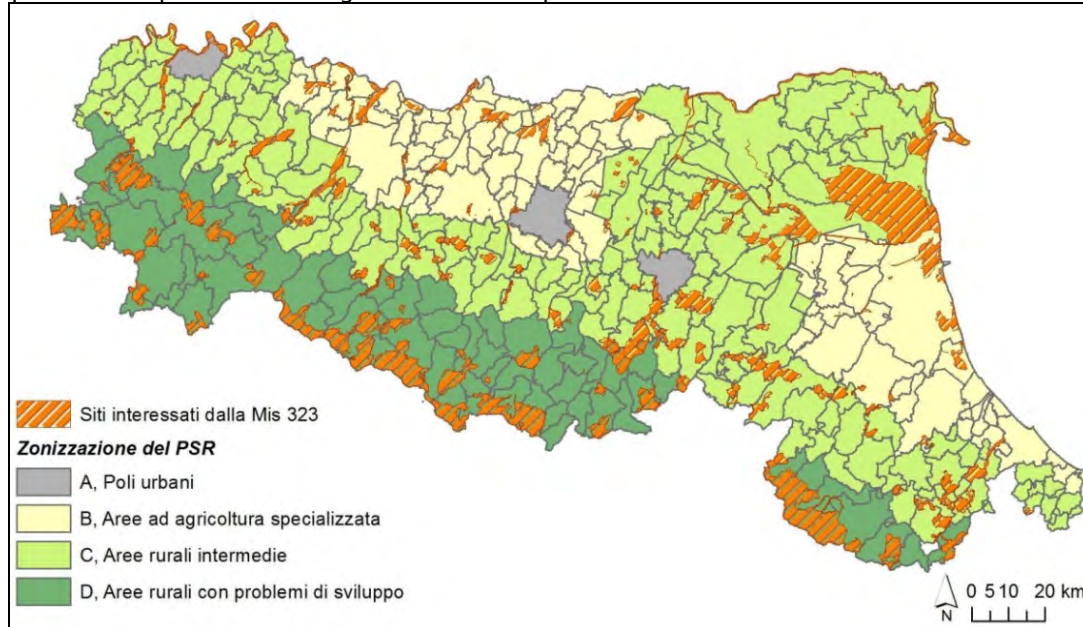 Siti interessati dalla Mis 323
Zonizzazione del PSR
A, Poli urbani
B, Aree ad agricoltura specializzata
C, Aree rurali intermedie
D, Aree rurali con problemi di sviluppo
N
0 5 10 20 km